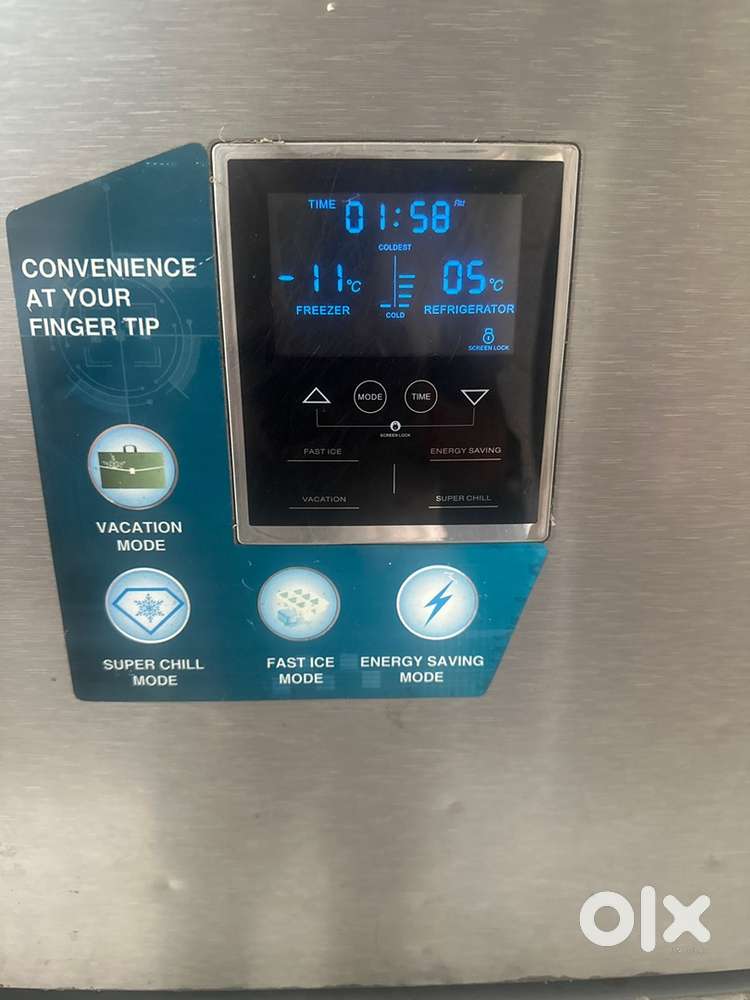 TIME 01:58 PM
COLDEST
-11°C 05°C
FREEZER COLD REFRIGERATOR
SCREEN LOCK
MODE TIME
SCREEN LOCK
FAST ICE ENERGY SAVING
VACATION SUPER CHILL
CONVENIENCE
AT YOUR
FINGER TIP
VACATION
MODE
SUPER CHILL
MODE
FAST ICE
MODE
ENERGY SAVING
MODE
olx